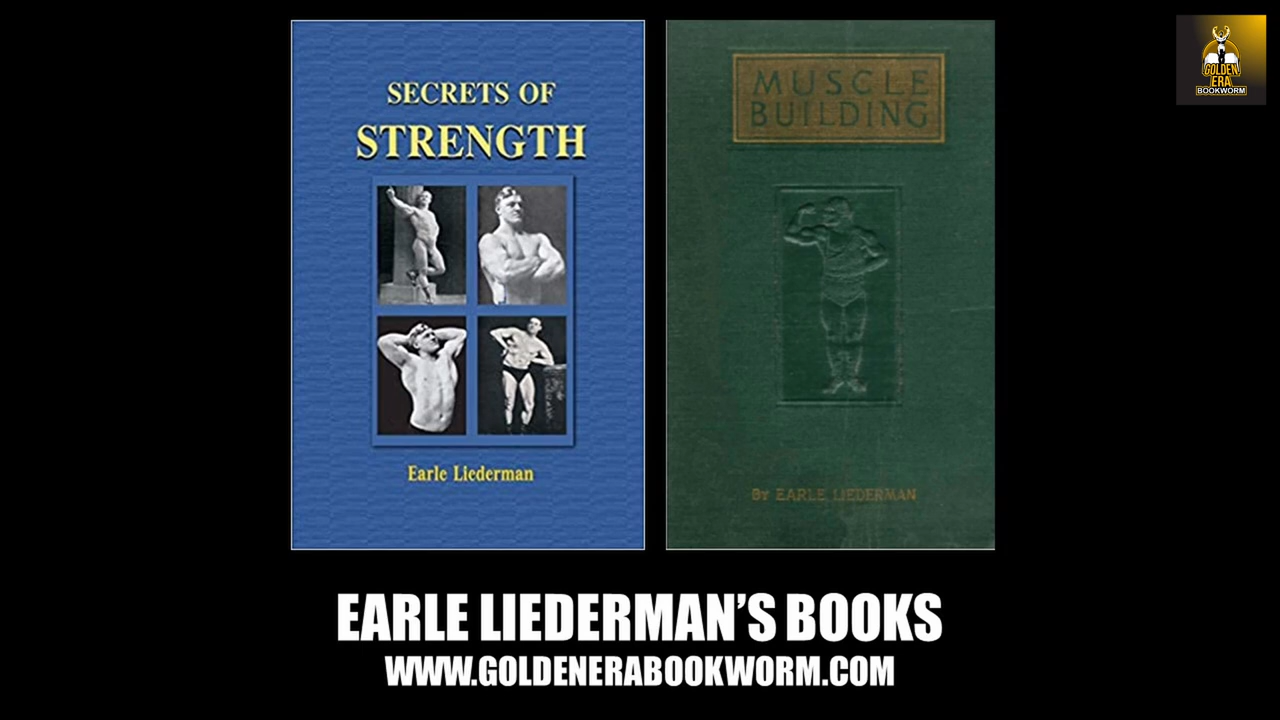 SECRETS OF
STRENGTH
Earle Liederman
MUSCLE
BUILDING
BY EARLE LIEDERMAN
GOLDEN
ERA
BOOKWORM
EARLE LIEDERMAN'S BOOKS
WWW.GOLDENERABOOKWORM.COM